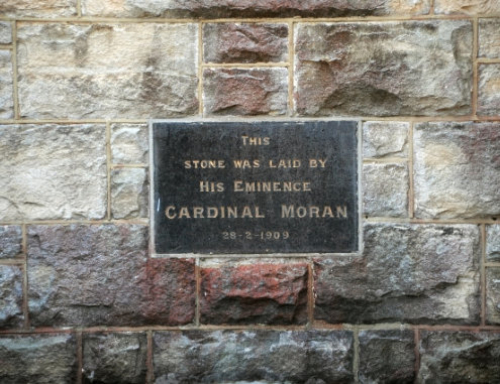 THIS
STONE WAS LAID BY
HIS EMINENCE
CARDINAL MORAN
28-2-1909